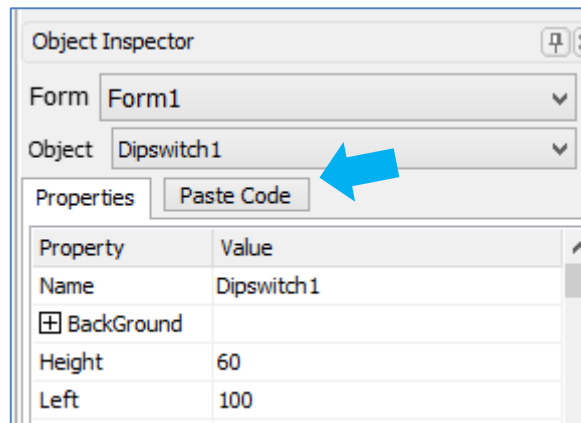 Object Inspector
Form Form1
Object Dipswitch1
Properties Paste Code
Property Value
Name Dipswitch1
BackGround
Height 60
Left 100